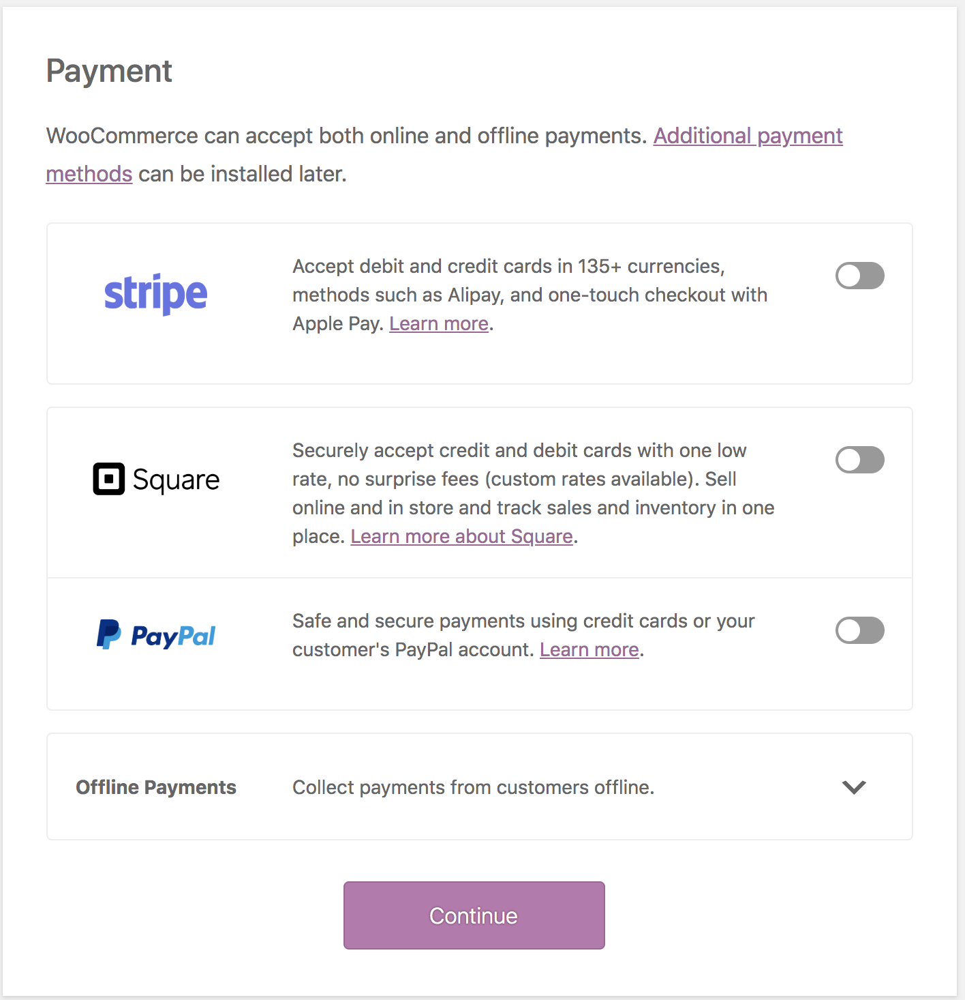 Payment
WooCommerce can accept both online and offline payments. Additional payment
methods can be installed later.
stripe
Accept debit and credit cards in 135+ currencies,
methods such as Alipay, and one-touch checkout with
Apple Pay. Learn more.
Square
Securely accept credit and debit cards with one low
rate, no surprise fees (custom rates available). Sell
online and in store and track sales and inventory in one
place. Learn more about Square.
PayPal
Safe and secure payments using credit cards or your
customer's PayPal account. Learn more.
Offline Payments
Collect payments from customers offline.
Continue